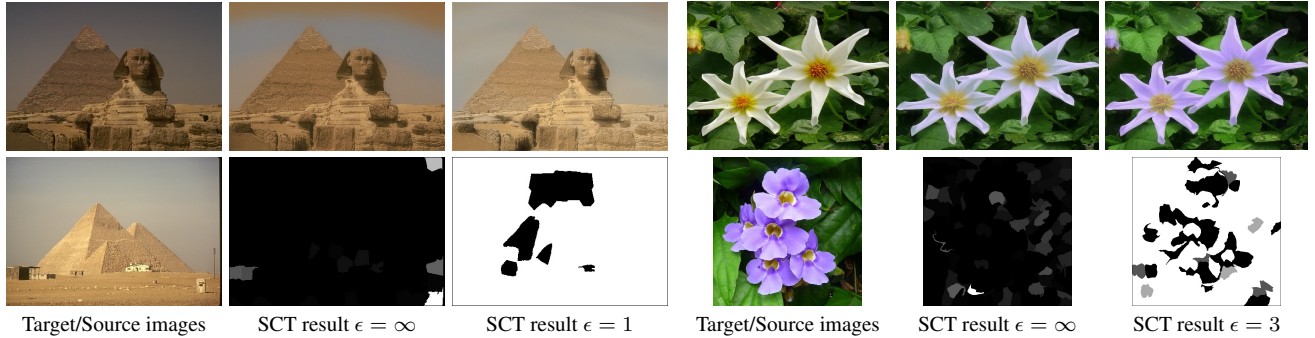 Target/Source images SCT result ϵ = ∞ SCT result ϵ = 1 Target/Source images SCT result ϵ = ∞ SCT result ϵ = 3